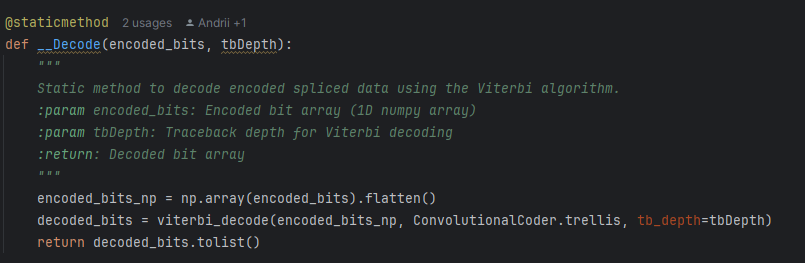 @staticmethod 2 usages Andrii +1
def __Decode(encoded_bits, tbDepth):
"""
Static method to decode encoded spliced data using the Viterbi algorithm.
:param encoded_bits: Encoded bit array (1D numpy array)
:param tbDepth: Traceback depth for Viterbi decoding
:return: Decoded bit array
"""
encoded_bits_np = np.array(encoded_bits).flatten()
decoded_bits = viterbi_decode(encoded_bits_np, ConvolutionalCoder.trellis, tb_depth=tbDepth)
return decoded_bits.tolist()